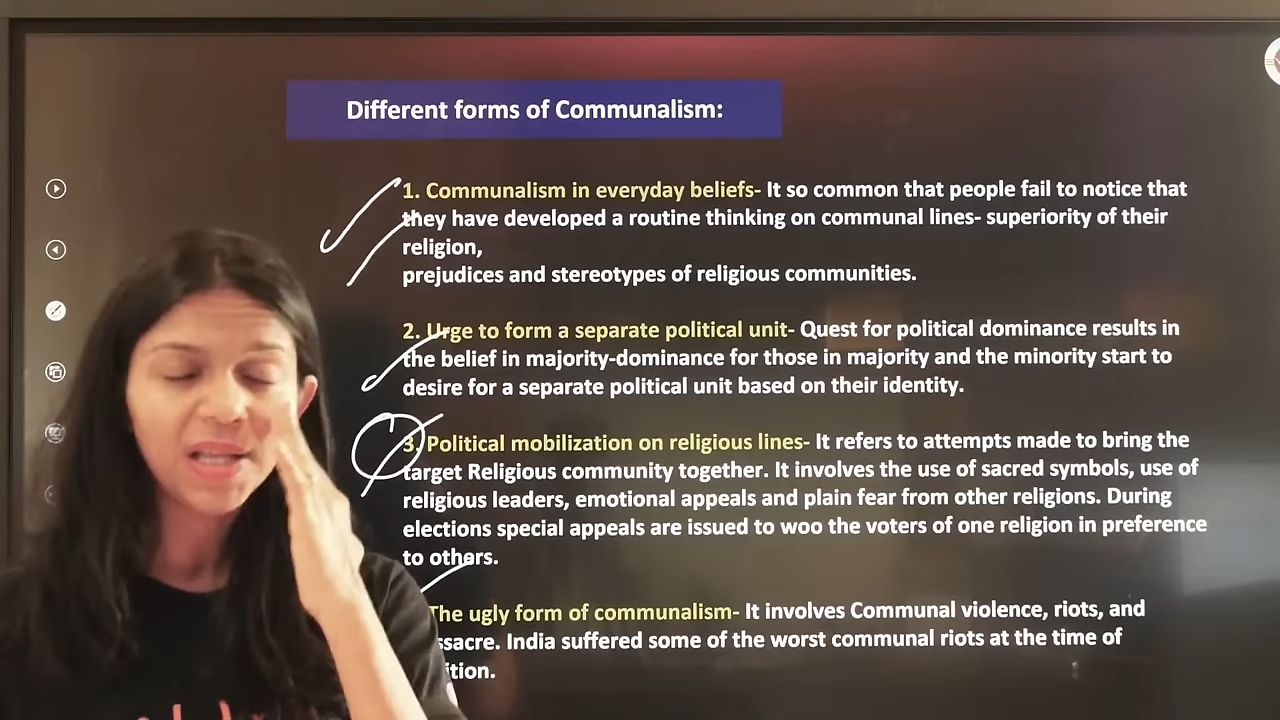 Different forms of Communalism:
1. Communalism in everyday beliefs- It so common that people fail to notice that
they have developed a routine thinking on communal lines- superiority of their
religion,
prejudices and stereotypes of religious communities.
2. Urge to form a separate political unit- Quest for political dominance results in
the belief in majority-dominance for those in majority and the minority start to
desire for a separate political unit based on their identity.
3. Political mobilization on religious lines- It refers to attempts made to bring the
target Religious community together. It involves the use of sacred symbols, use of
religious leaders, emotional appeals and plain fear from other religions. During
elections special appeals are issued to woo the voters of one religion in preference
to others.
The ugly form of communalism- It involves Communal violence, riots, and
India suffered some of the worst communal riots at the time of